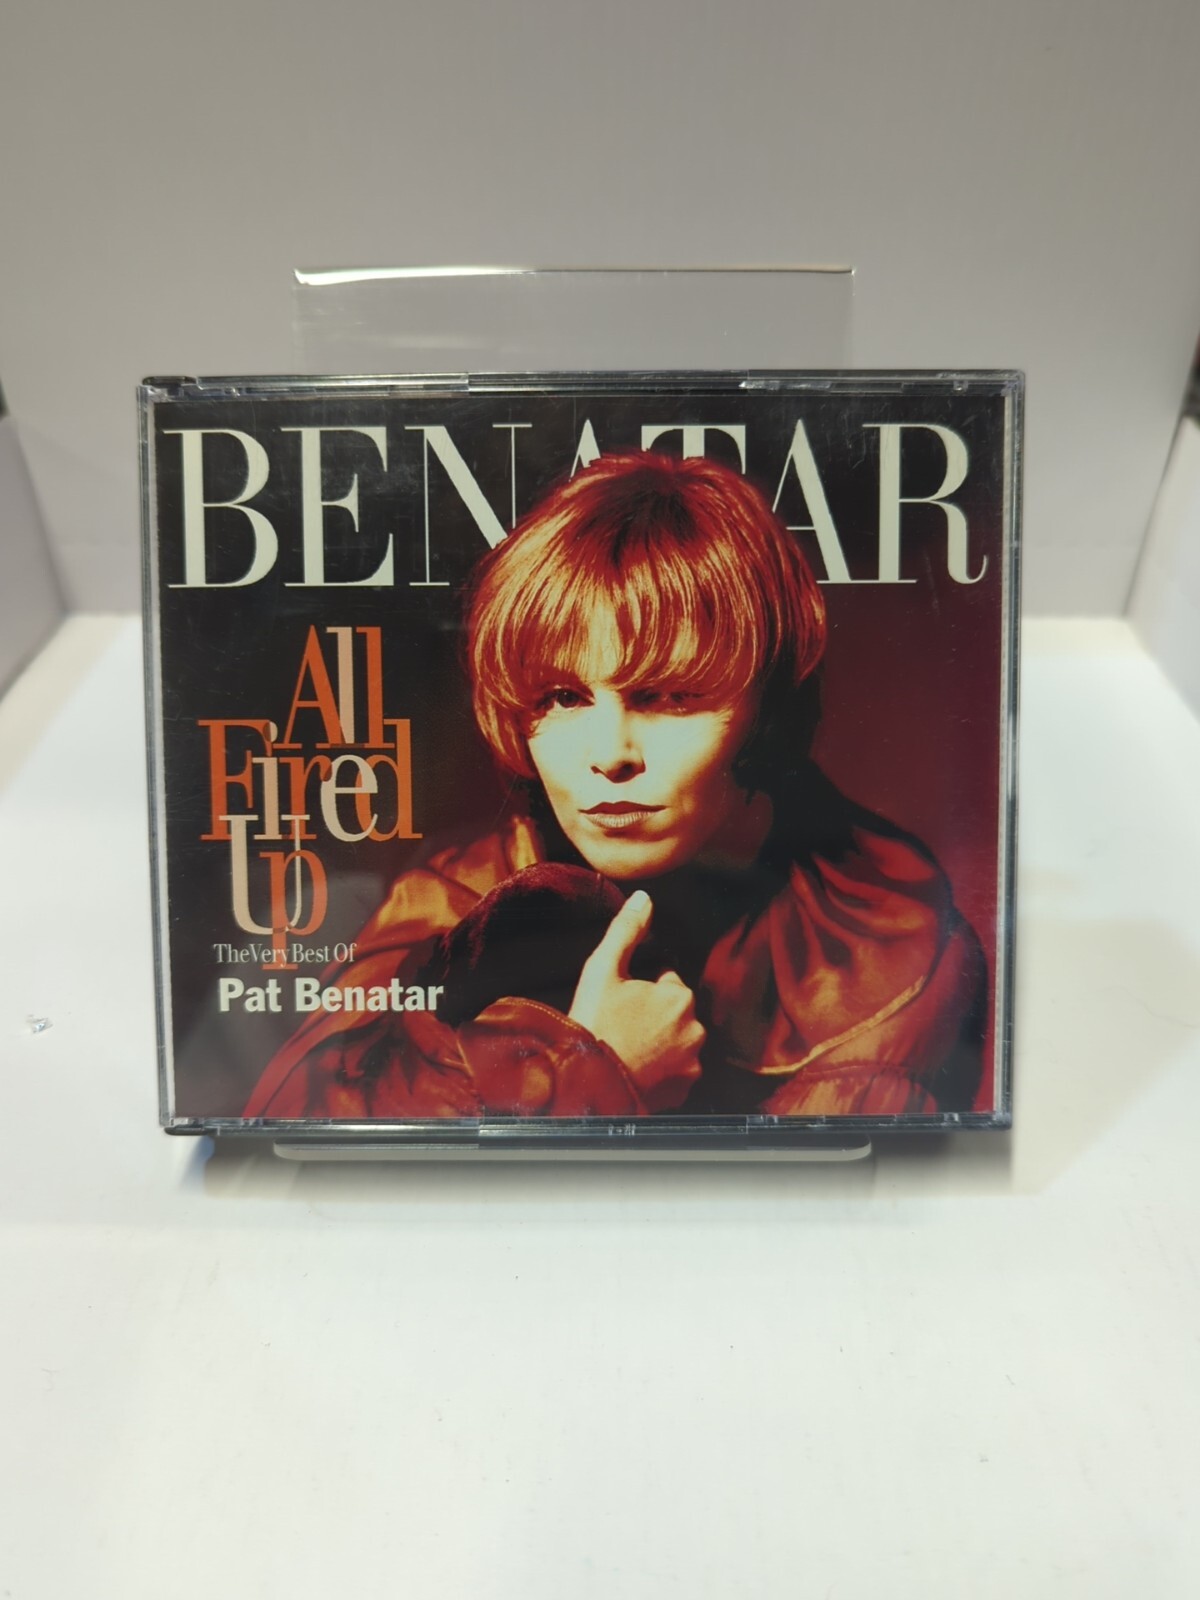 BENATAR
All
Fired
Up
The Very Best Of
Pat Benatar